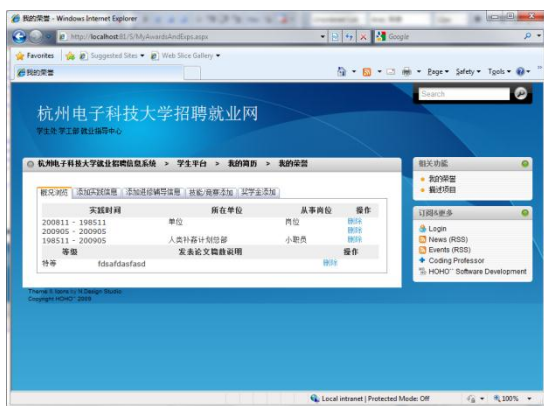 我的荣誉 - Windows Internet Explorer
http://localhost:81/S/MyAwardsAndExps.aspx
Google
Favorites Suggested Sites Web Slice Gallery
我的荣誉 Page Safety Tools
Search
杭州电子科技大学招聘就业网
学生处 学工部 就业指导中心
杭州电子科技大学就业招聘信息系统 > 学生平台 > 我的简历 > 我的荣誉
概况浏览 添加实践信息 添加进修辅导信息 技能/竞赛添加 奖学金添加
实践时间 所在单位 从事岗位 操作
200811 - 198511 单位 岗位 删除
200905 - 200905 删除
198511 - 200905 人类补荟计划总部 小职员 删除
等级 发表论文篇数说明 操作
特等 fdsafdasfasd 删除
相关功能
我的荣誉
最近项目
订阅&更多
Login
News (RSS)
Events (RSS)
Coding Professor
HOHO`` Software Development
Theme & Icons by N.Design Studio
Copyright HOHO`` 2009
Local intranet | Protected Mode: Off 100%